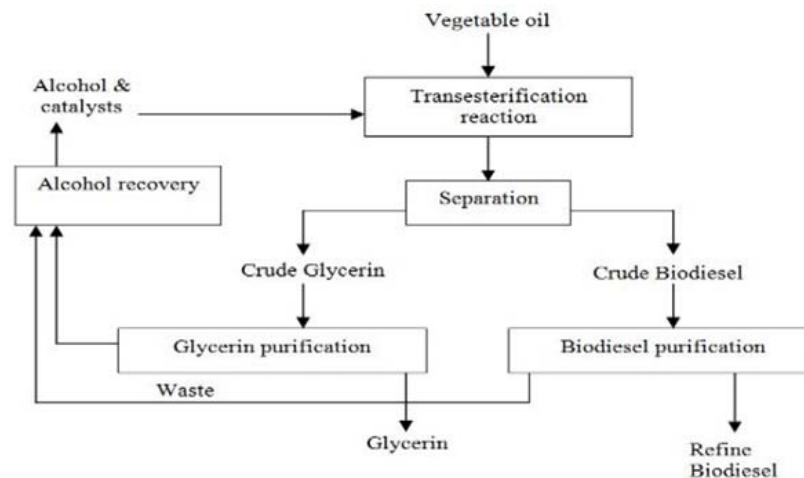 Vegetable oil
Alcohol &
catalysts
Transesterification
reaction
Alcohol recovery
Separation
Crude Glycerin
Crude Biodiesel
Glycerin purification
Biodiesel purification
Waste
Glycerin
Refine
Biodiesel